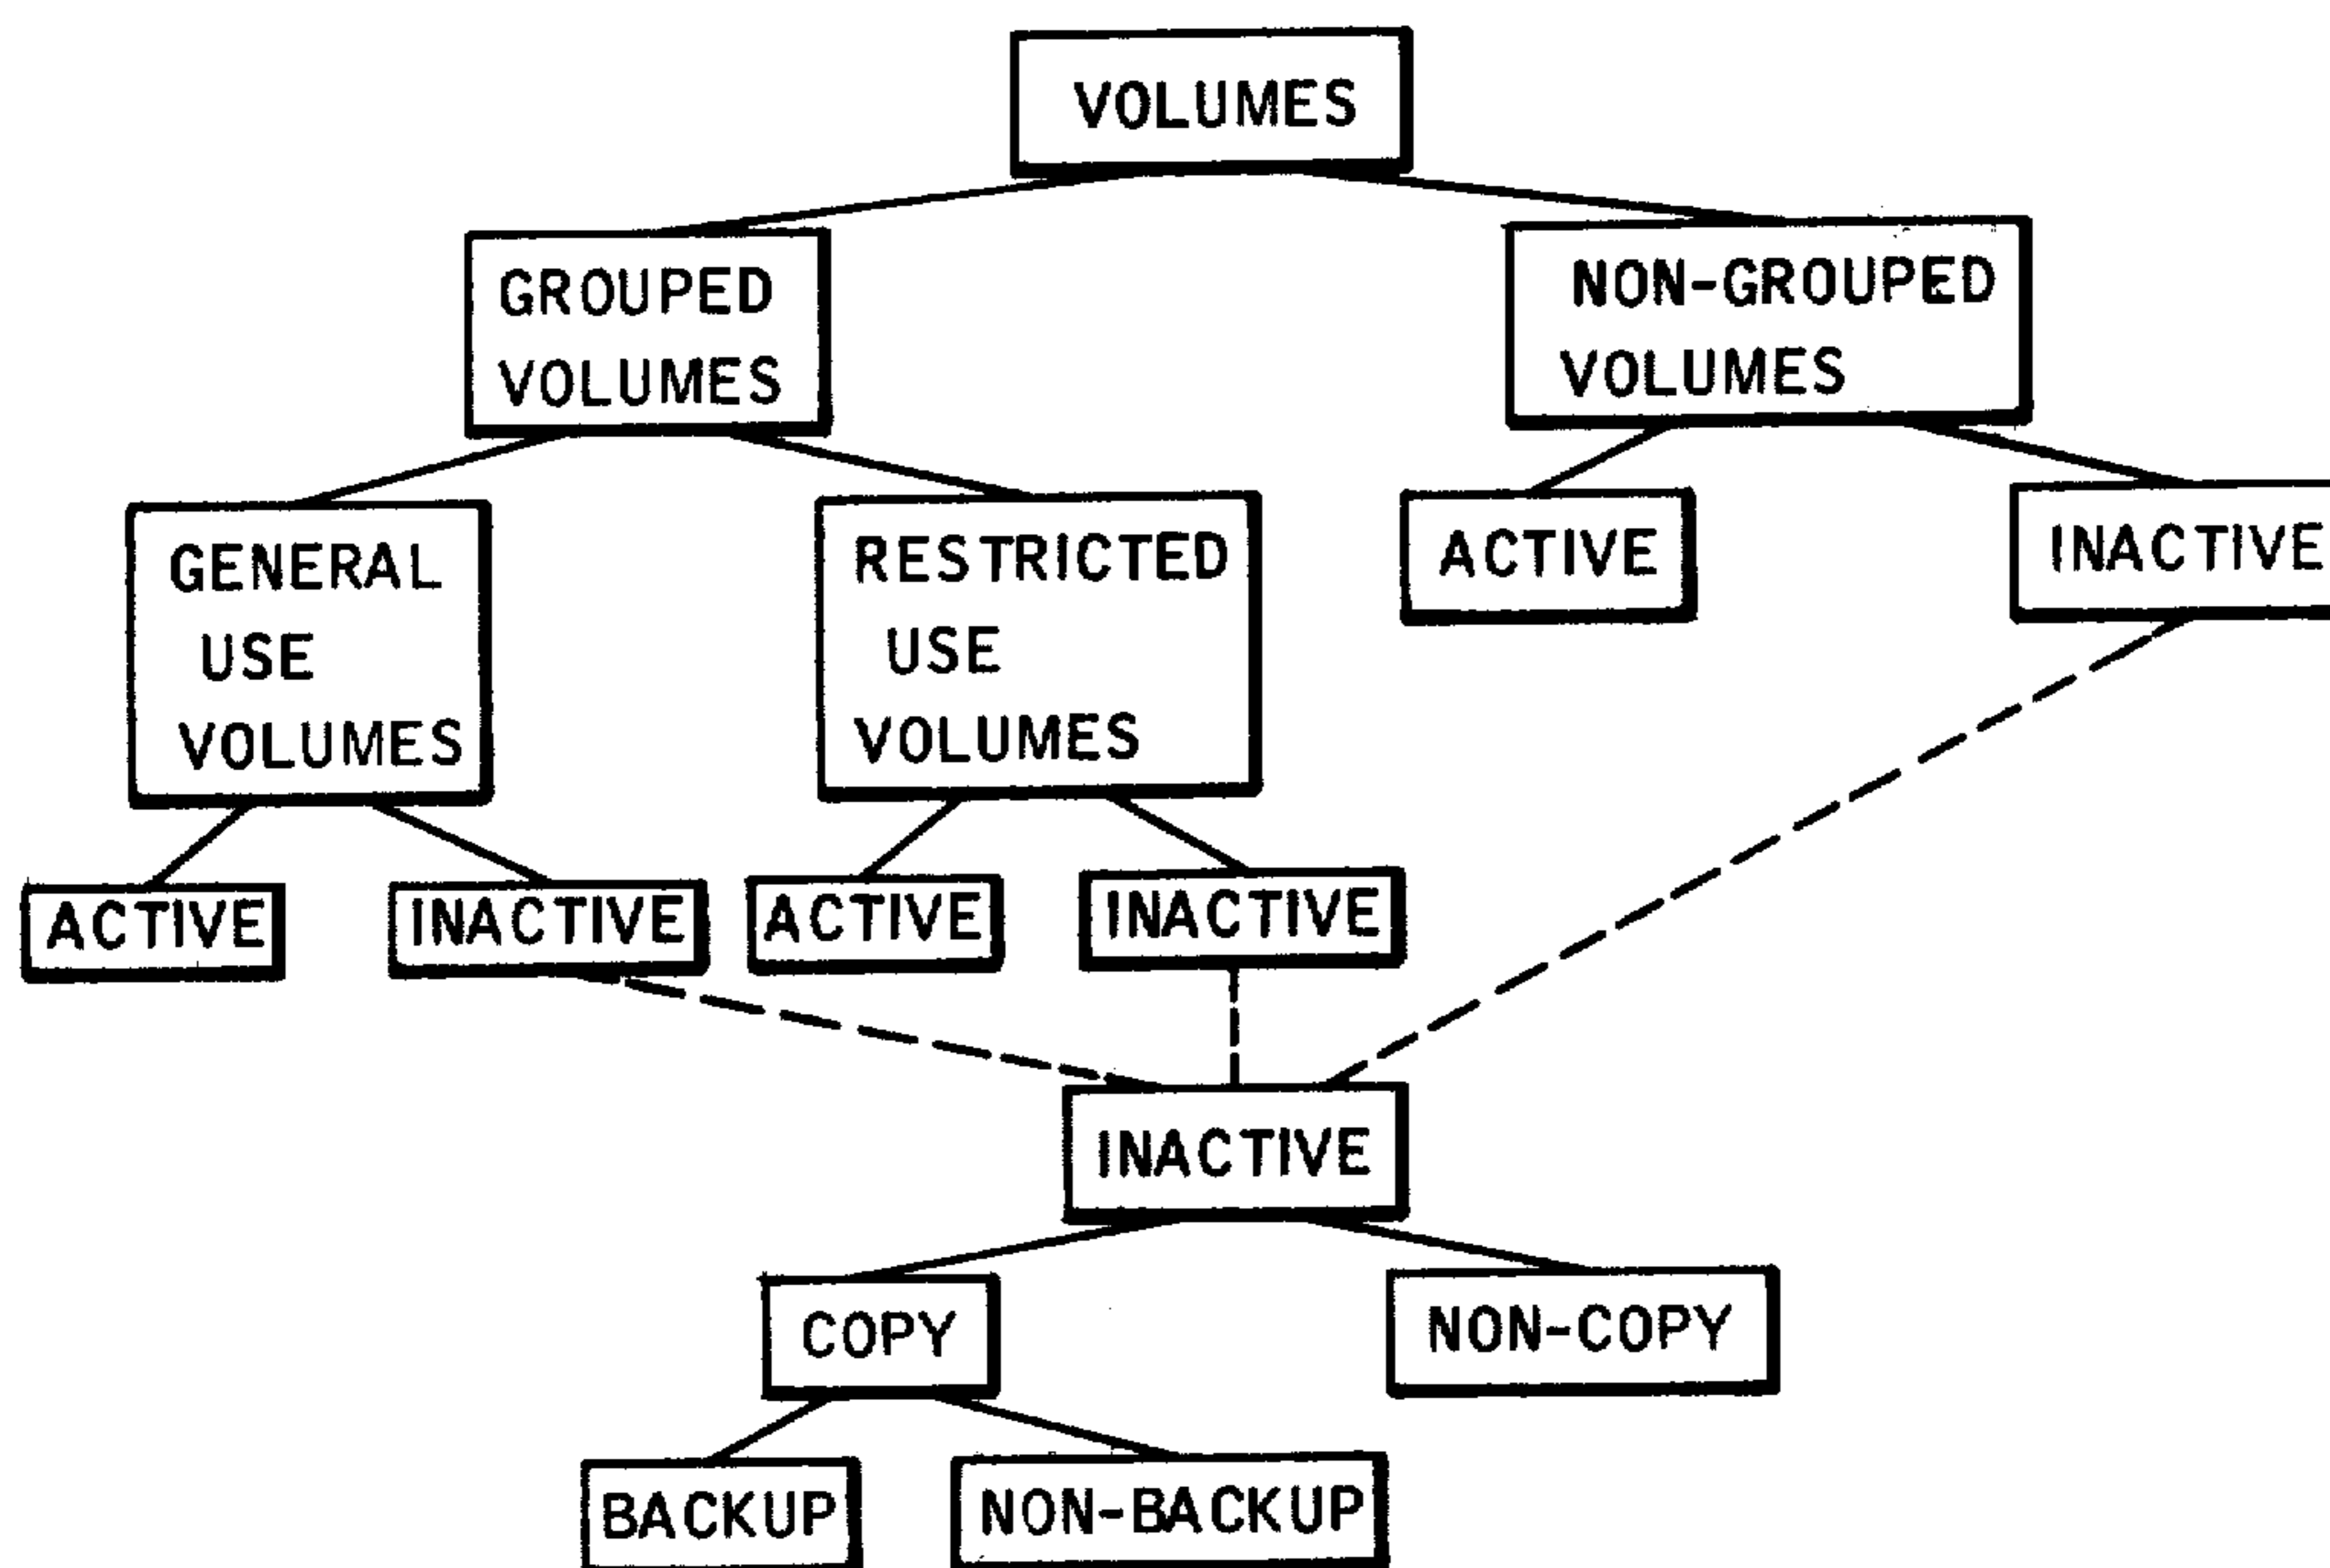 VOLUMES
GROUPED
VOLUMES
NON-GROUPED
VOLUMES
GENERAL
USE
VOLUMES
RESTRICTED
USE
VOLUMES
ACTIVE
INACTIVE
ACTIVE
INACTIVE
ACTIVE
INACTIVE
INACTIVE
COPY
NON-COPY
BACKUP
NON-BACKUP